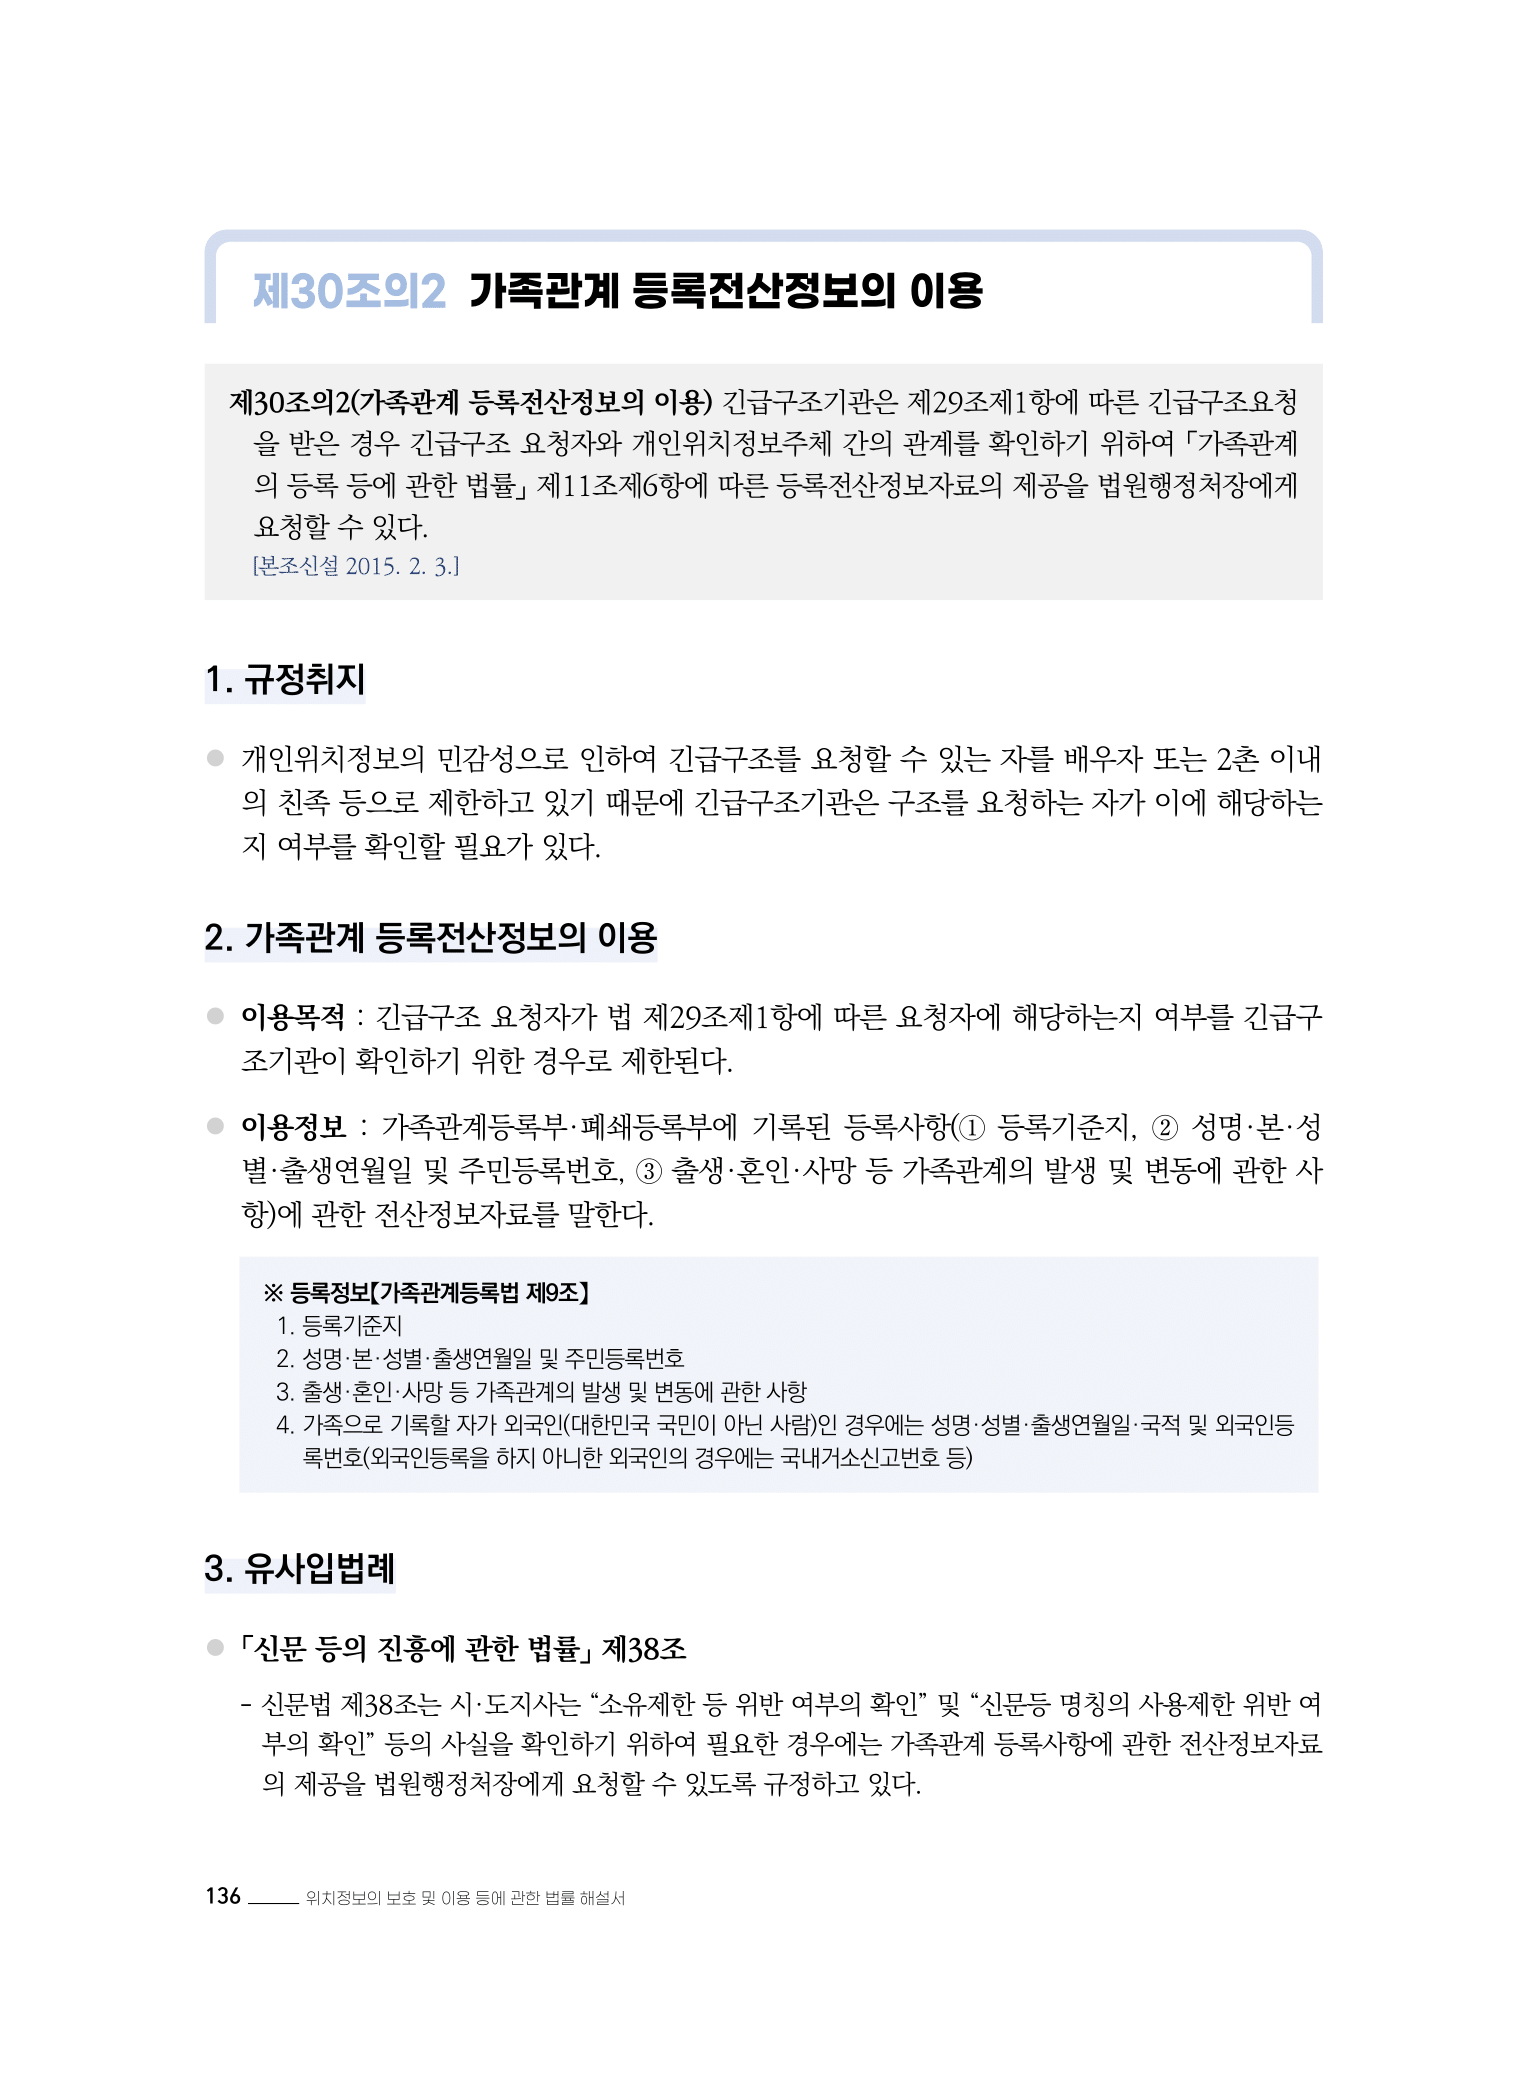 제30조의2 가족관계 등록전산정보의 이용
제30조의2(가족관계 등록전산정보의 이용) 긴급구조기관은 제29조제1항에 따른 긴급구조요청
을 받은 경우 긴급구조 요청자와 개인위치정보주체 간의 관계를 확인하기 위하여 「가족관계
의 등록 등에 관한 법률」 제11조제6항에 따른 등록전산정보자료의 제공을 법원행정처장에게
요청할 수 있다.
[본조신설 2015. 2. 3.]
1. 규정취지
● 개인위치정보의 민감성으로 인하여 긴급구조를 요청할 수 있는 자를 배우자 또는 2촌 이내
의 친족 등으로 제한하고 있기 때문에 긴급구조기관은 구조를 요청하는 자가 이에 해당하는
지 여부를 확인할 필요가 있다.
2. 가족관계 등록전산정보의 이용
● 이용목적 : 긴급구조 요청자가 법 제29조제1항에 따른 요청자에 해당하는지 여부를 긴급구
조기관이 확인하기 위한 경우로 제한된다.
● 이용정보 : 가족관계등록부·폐쇄등록부에 기록된 등록사항(① 등록기준지, ② 성명·본·성
별·출생연월일 및 주민등록번호, ③ 출생·혼인·사망 등 가족관계의 발생 및 변동에 관한 사
항)에 관한 전산정보자료를 말한다.
※ 등록정보【가족관계등록법 제9조】
1. 등록기준지
2. 성명·본·성별·출생연월일 및 주민등록번호
3. 출생·혼인·사망 등 가족관계의 발생 및 변동에 관한 사항
4. 가족으로 기록할 자가 외국인(대한민국 국민이 아닌 사람)인 경우에는 성명·성별·출생연월일·국적 및 외국인등
록번호(외국인등록을 하지 아니한 외국인의 경우에는 국내거소신고번호 등)
3. 유사입법례
● 「신문 등의 진흥에 관한 법률」 제38조
- 신문법 제38조는 시·도지사는 “소유제한 등 위반 여부의 확인” 및 “신문등 명칭의 사용제한 위반 여
부의 확인” 등의 사실을 확인하기 위하여 필요한 경우에는 가족관계 등록사항에 관한 전산정보자료
의 제공을 법원행정처장에게 요청할 수 있도록 규정하고 있다.
136 위치정보의 보호 및 이용 등에 관한 법률 해설서